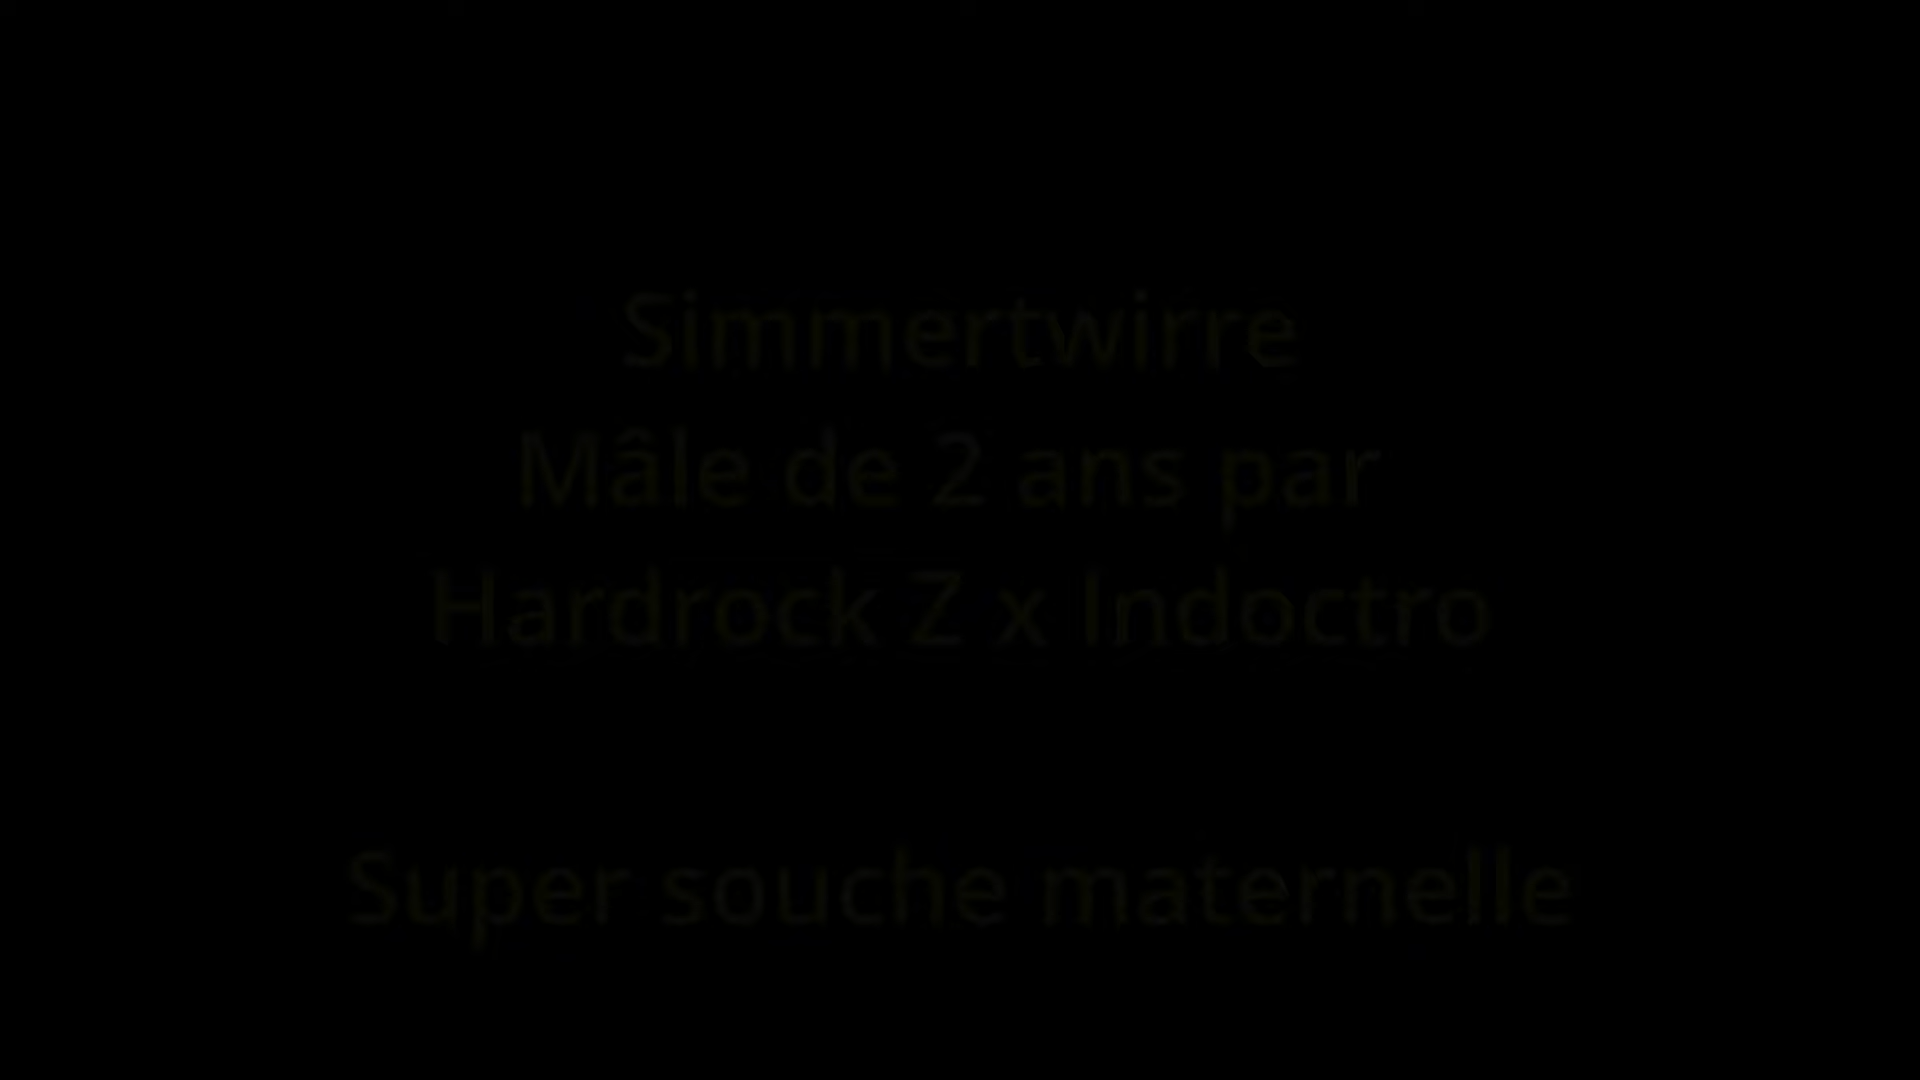 Simmertwirre
Mâle de 2 ans par
Hardrock Z x Indoctro
Super souche maternelle